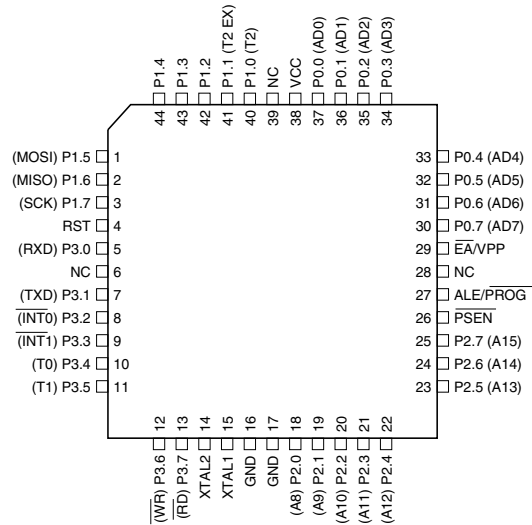 P1.4
P1.3
P1.2
P1.1 (T2 EX)
P1.0 (T2)
NC
VCC
P0.0 (AD0)
P0.1 (AD1)
P0.2 (AD2)
P0.3 (AD3)
44
43
42
41
40
39
38
37
36
35
34
(MOSI) P1.5 1
(MISO) P1.6 2
(SCK) P1.7 3
RST 4
(RXD) P3.0 5
NC 6
(TXD) P3.1 7
(INT0) P3.2 8
(INT1) P3.3 9
(T0) P3.4 10
(T1) P3.5 11
33 P0.4 (AD4)
32 P0.5 (AD5)
31 P0.6 (AD6)
30 P0.7 (AD7)
29 EA/VPP
28 NC
27 ALE/PROG
26 PSEN
25 P2.7 (A15)
24 P2.6 (A14)
23 P2.5 (A13)
12
13
14
15
16
17
18
19
20
21
22
(WR) P3.6
(RD) P3.7
XTAL2
XTAL1
GND
GND
(A8) P2.0
(A9) P2.1
(A10) P2.2
(A11) P2.3
(A12) P2.4